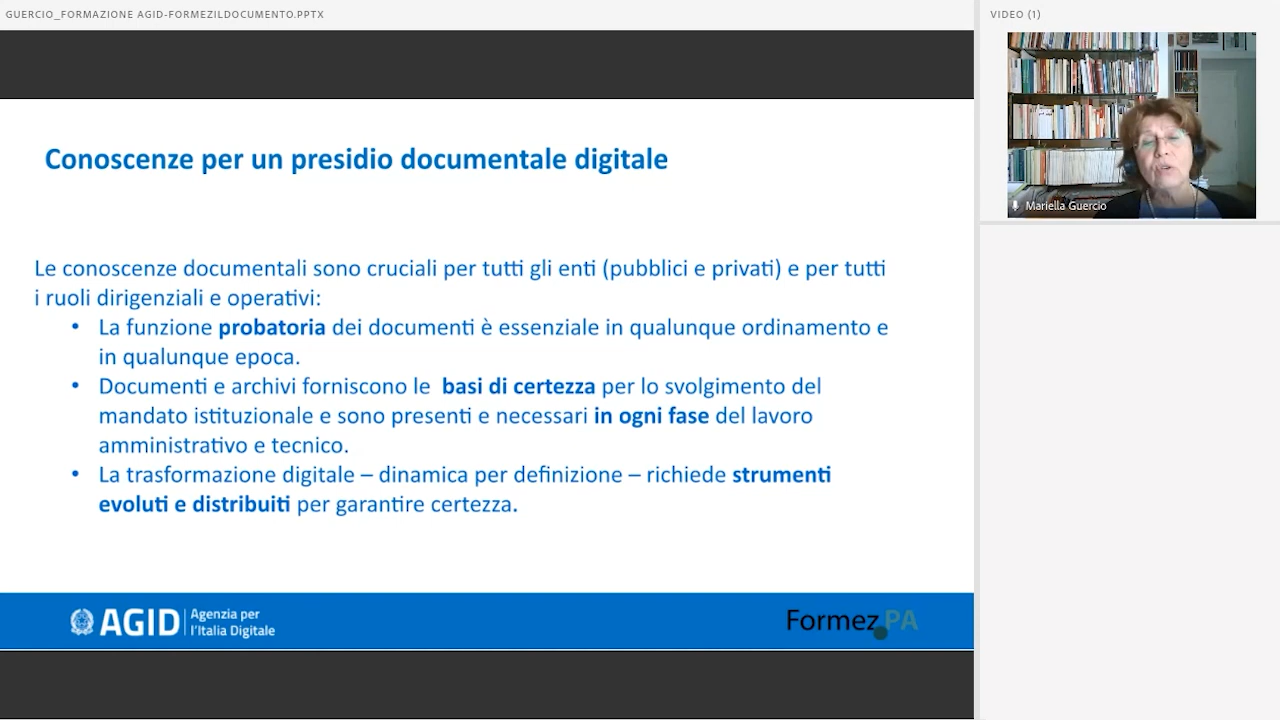 GUERCIO_FORMAZIONE AGID-FORMEZILDOCUMENTO.PPTX
VIDEO (1)
Mariella Guercio
Conoscenze per un presidio documentale digitale
Le conoscenze documentali sono cruciali per tutti gli enti (pubblici e privati) e per tutti
i ruoli dirigenziali e operativi:
• La funzione probatoria dei documenti è essenziale in qualunque ordinamento e
in qualunque epoca.
• Documenti e archivi forniscono le basi di certezza per lo svolgimento del
mandato istituzionale e sono presenti e necessari in ogni fase del lavoro
amministrativo e tecnico.
• La trasformazione digitale – dinamica per definizione – richiede strumenti
evoluti e distribuiti per garantire certezza.
AGID Agenzia per
l'Italia Digitale
Formez PA